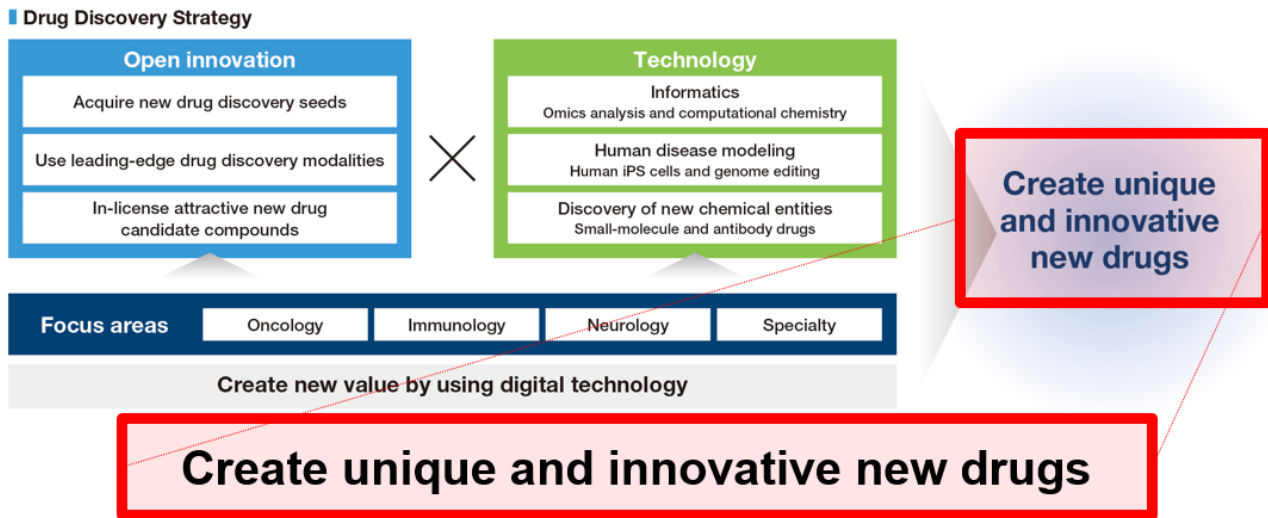 Drug Discovery Strategy
Open innovation
Acquire new drug discovery seeds
Use leading-edge drug discovery modalities
In-license attractive new drug
candidate compounds
Technology
Informatics
Omics analysis and computational chemistry
Human disease modeling
Human iPS cells and genome editing
Discovery of new chemical entities
Small-molecule and antibody drugs
Create unique
and innovative
new drugs
Focus areas
Oncology
Immunology
Neurology
Specialty
Create new value by using digital technology
Create unique and innovative new drugs